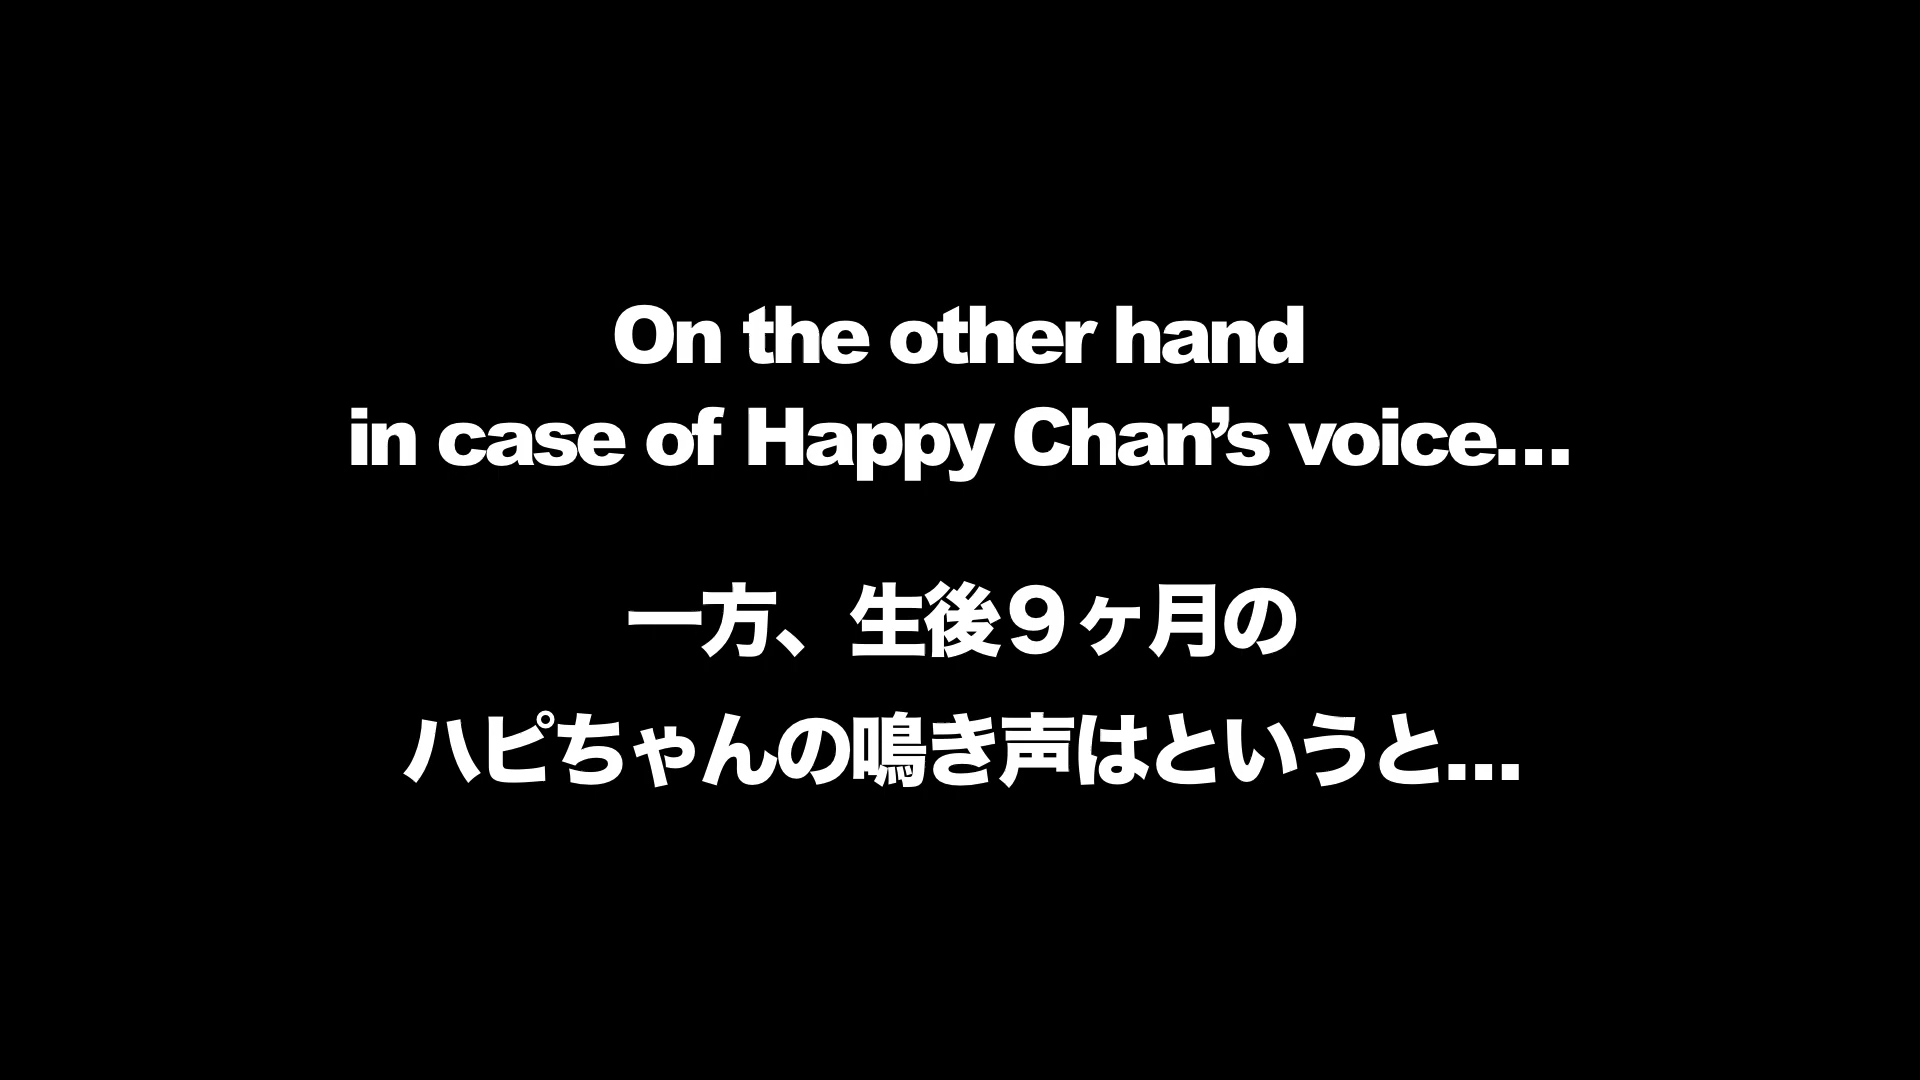 On the other hand
in case of Happy Chan’s voice...
一方、生後９ヶ月の
ハピちゃんの鳴き声はというと...